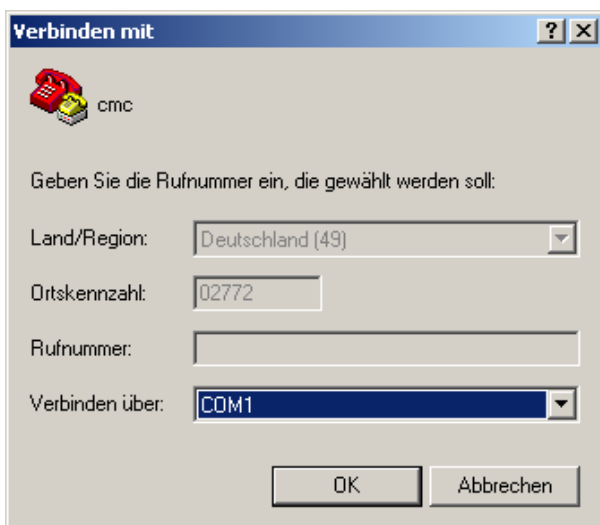 Verbinden mit
cmc
Geben Sie die Rufnummer ein, die gewählt werden soll:
Land/Region: Deutschland (49)
Ortskennzahl: 02772
Rufnummer:
Verbinden über: COM1
OK Abbrechen